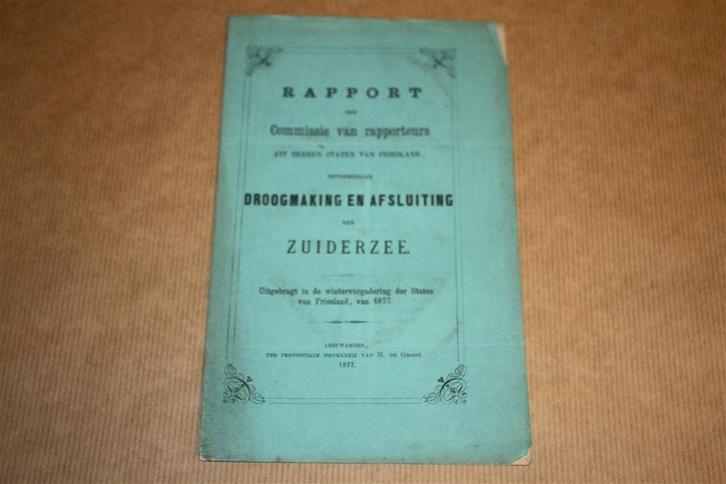 RAPPORT
DER
Commissie van rapporteurs
UIT HEEREN STATEN VAN FRIESLAND,
BETREKKELIJK
DROOGMAKING EN AFSLUITING
DER
ZUIDERZEE.
Uitgebragt in de wintervergadering der Staten
van Friesland, van 1877.
LEEUWARDEN,
TER PROVINCIALE DRUKKERIJ VAN H. DE GROOT.
1877.